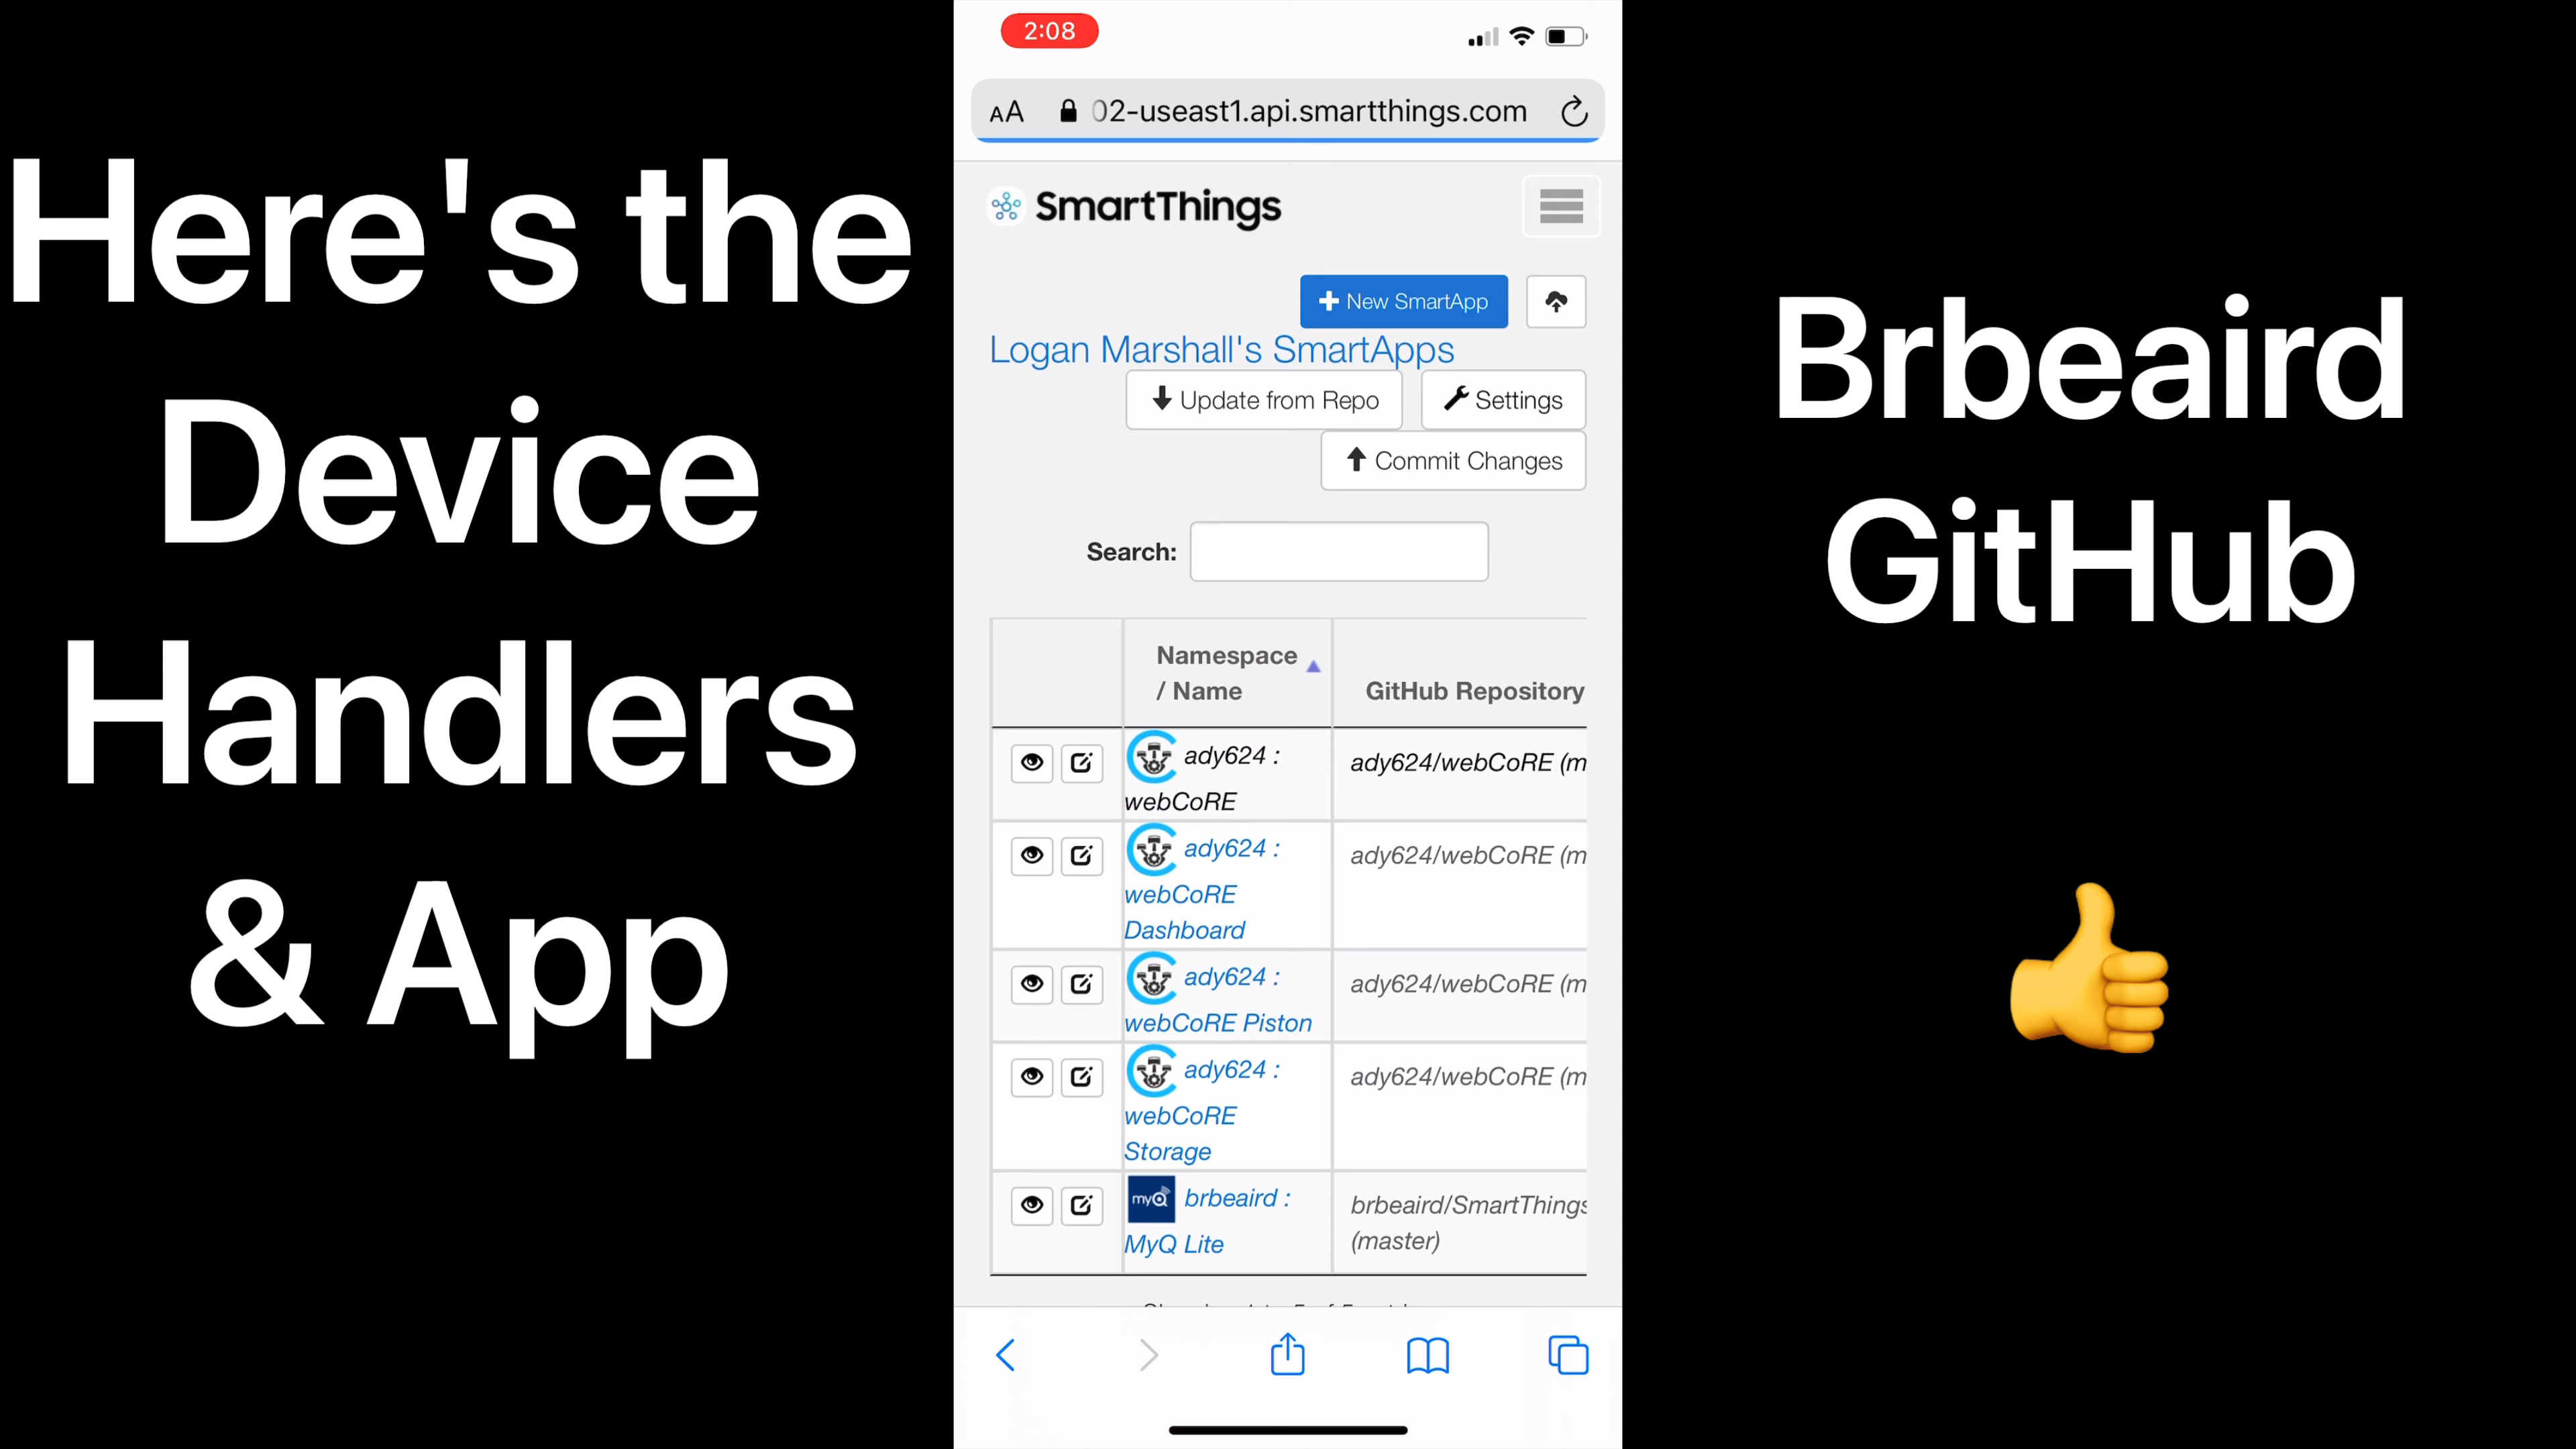 Here's the
Device
Handlers
& App
2:08
AA 02-useast1.api.smartthings.com
SmartThings
New SmartApp
Logan Marshall's SmartApps
Update from Repo
Settings
Commit Changes
Search:
Namespace
/ Name
GitHub Repository
ady624 :
webCoRE
ady624/webCoRE (m
ady624 :
webCoRE
Dashboard
ady624/webCoRE (m
ady624 :
webCoRE Piston
ady624/webCoRE (m
ady624 :
webCoRE
Storage
ady624/webCoRE (m
myQ
brbeaird :
MyQ Lite
brbeaird/SmartThings
(master)
Brbeaird
GitHub